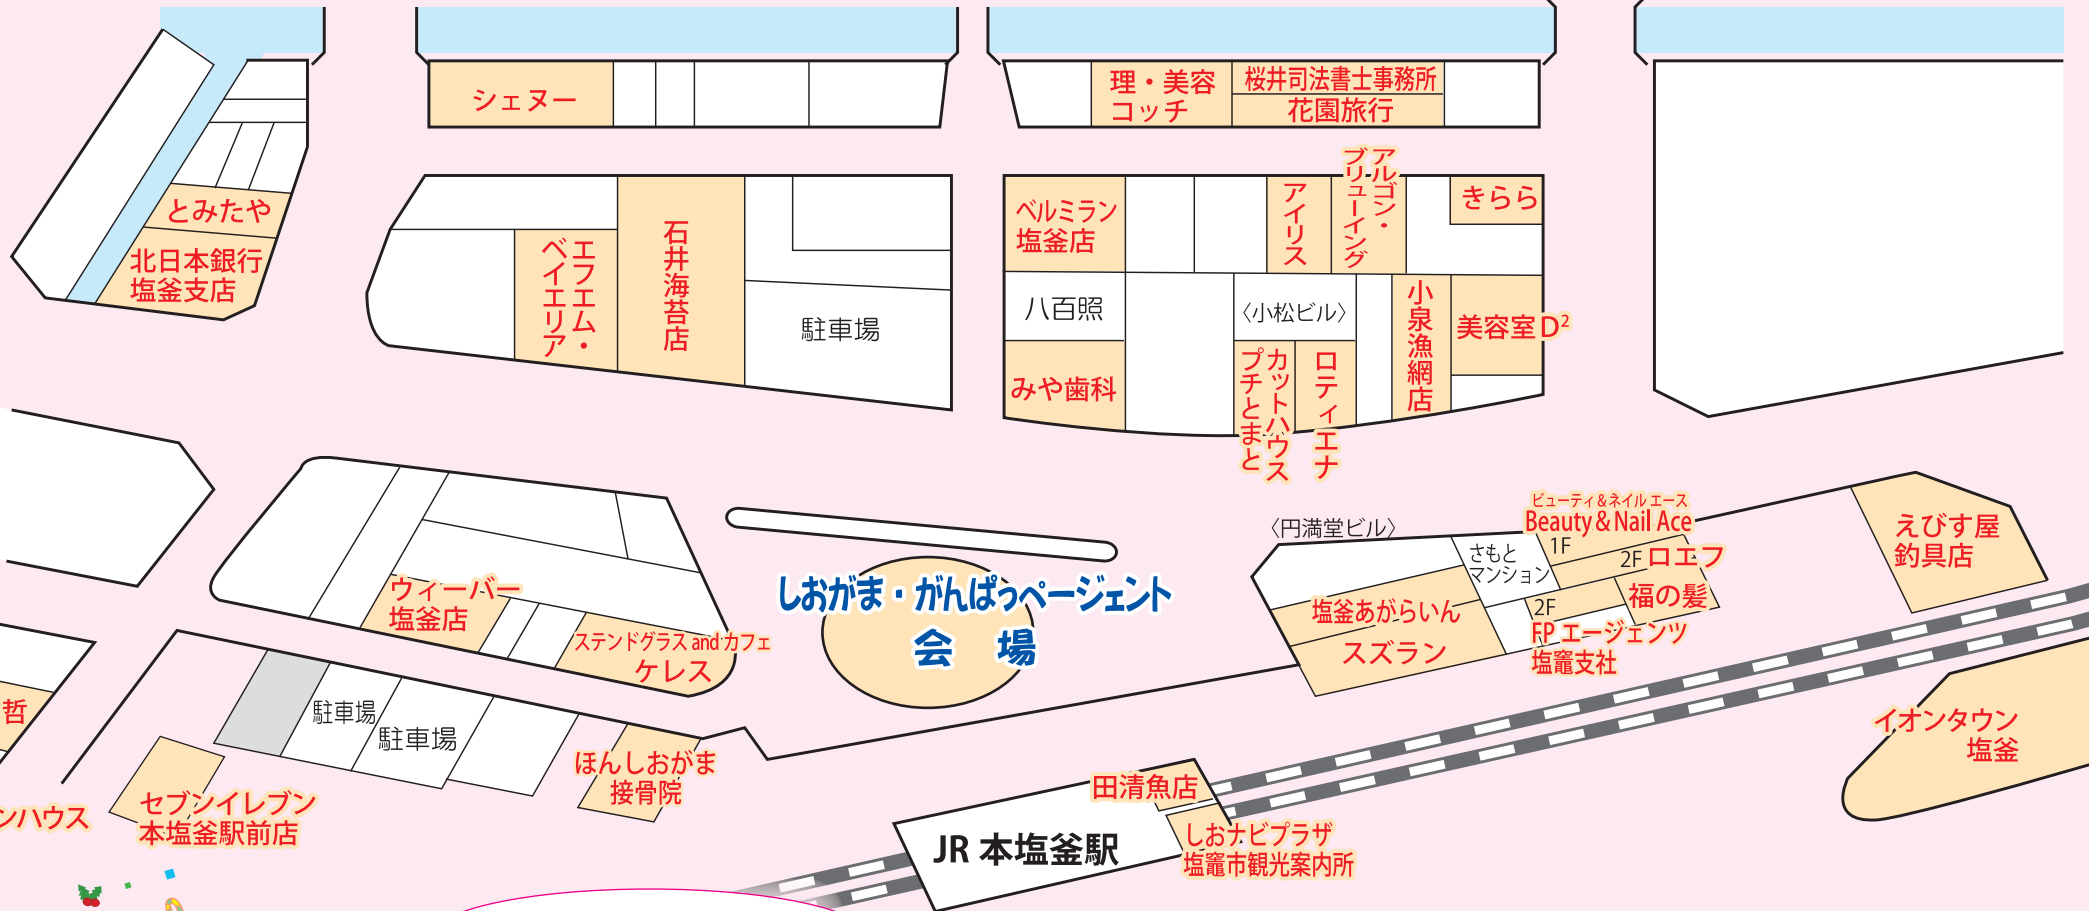 シェヌー
理・美容
コッチ
桜井司法書士事務所
花園旅行
とみたや
北日本銀行
塩釜支店
エフエム・
ベイエリア
石井海苔店
駐車場
ベルミラン
塩釜店
アイリス
アルゴン・
ブリューイング
きらら
八百照
〈小松ビル〉
小泉漁網店
美容室D²
みや歯科
カットハウス
プチとまと
ロティエナ
ウィーバー
塩釜店
ステンドグラス and カフェ
ケレス
しおがま・がんばっぺページェント
会 場
〈円満堂ビル〉
さもと
マンション
ビューティ&ネイル エース
Beauty & Nail Ace
1F
2F ロエフ
塩釜あがらいん
スズラン
2F
福の髪
FP エージェンツ
塩竈支社
えびす屋
釣具店
哲
駐車場
駐車場
ほんしおがま
接骨院
セブンイレブン
本塩釜駅前店
ンハウス
イオンタウン
塩釜
田清魚店
JR 本塩釜駅
しおナビプラザ
塩竈市観光案内所